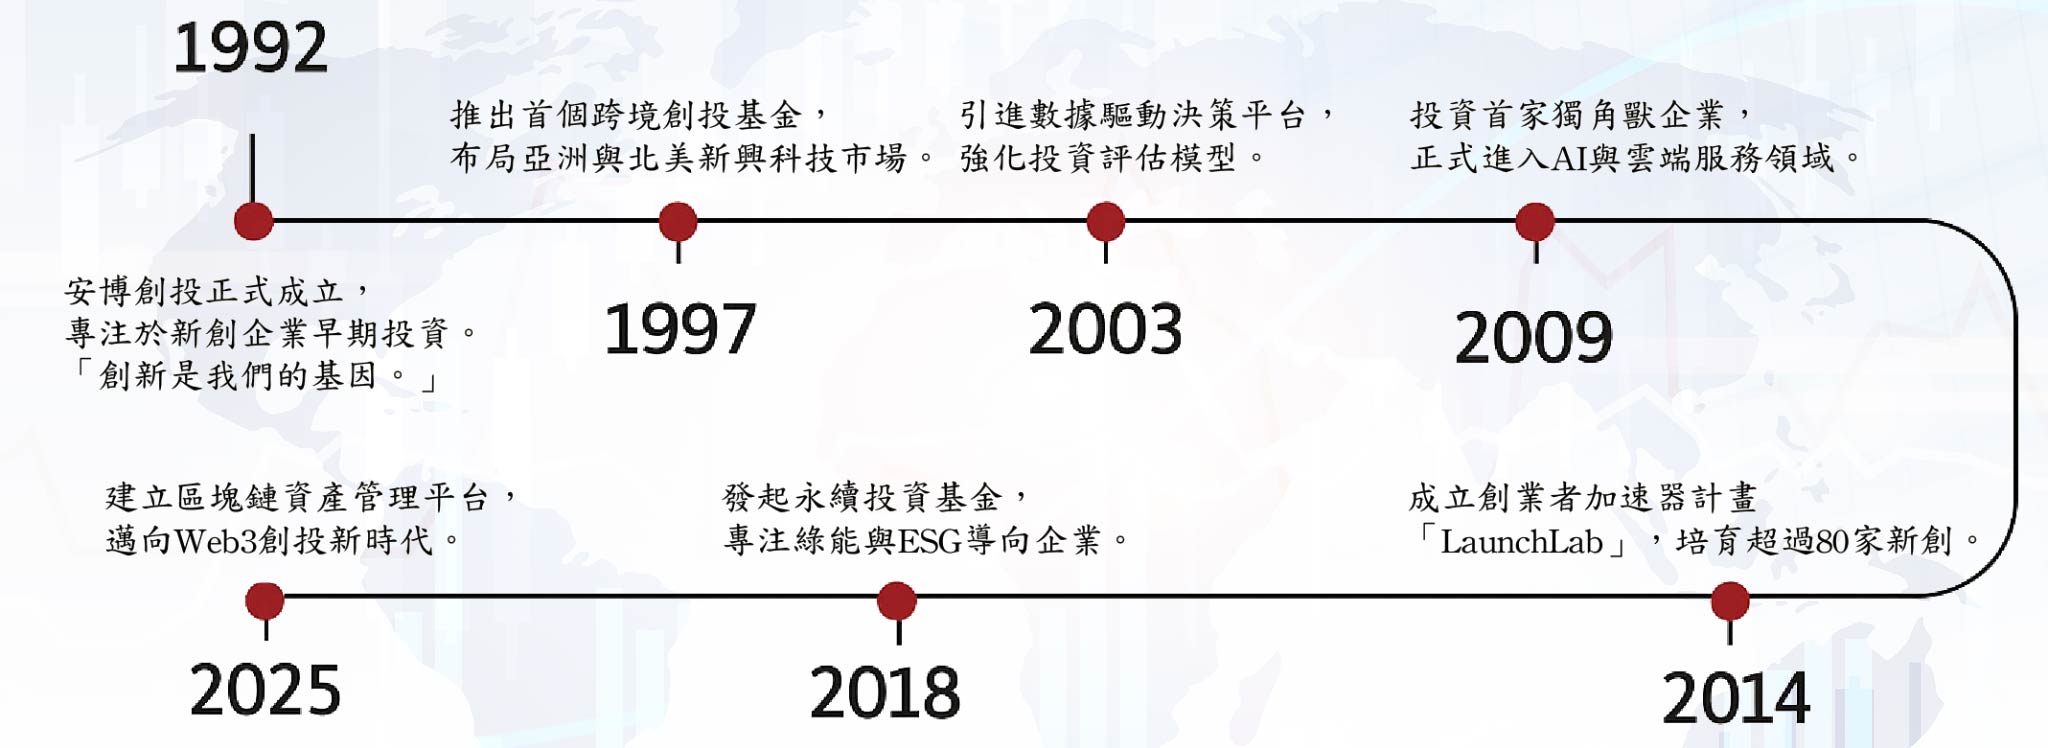 1992
安博創投正式成立，
專注於新創企業早期投資。
「創新是我們的基因。」
推出首個跨境創投基金，
布局亞洲與北美新興科技市場。
1997
引進數據驅動決策平台，
強化投資評估模型。
2003
投資首家獨角獸企業，
正式進入AI與雲端服務領域。
2009
成立創業者加速器計畫
「LaunchLab」，培育超過80家新創。
2014
發起永續投資基金，
專注綠能與ESG導向企業。
2018
建立區塊鏈資產管理平台，
邁向Web3創投新時代。
2025